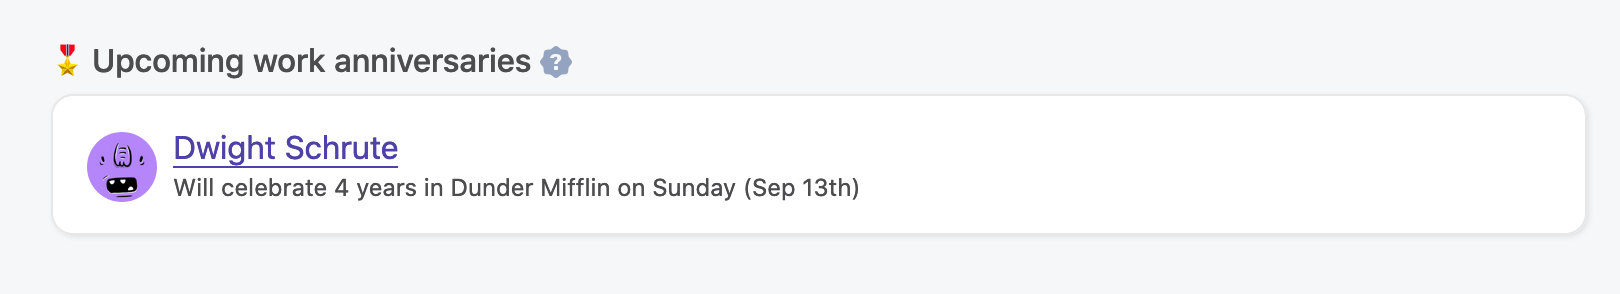 Upcoming work anniversaries ?
Dwight Schrute
Will celebrate 4 years in Dunder Mifflin on Sunday (Sep 13th)